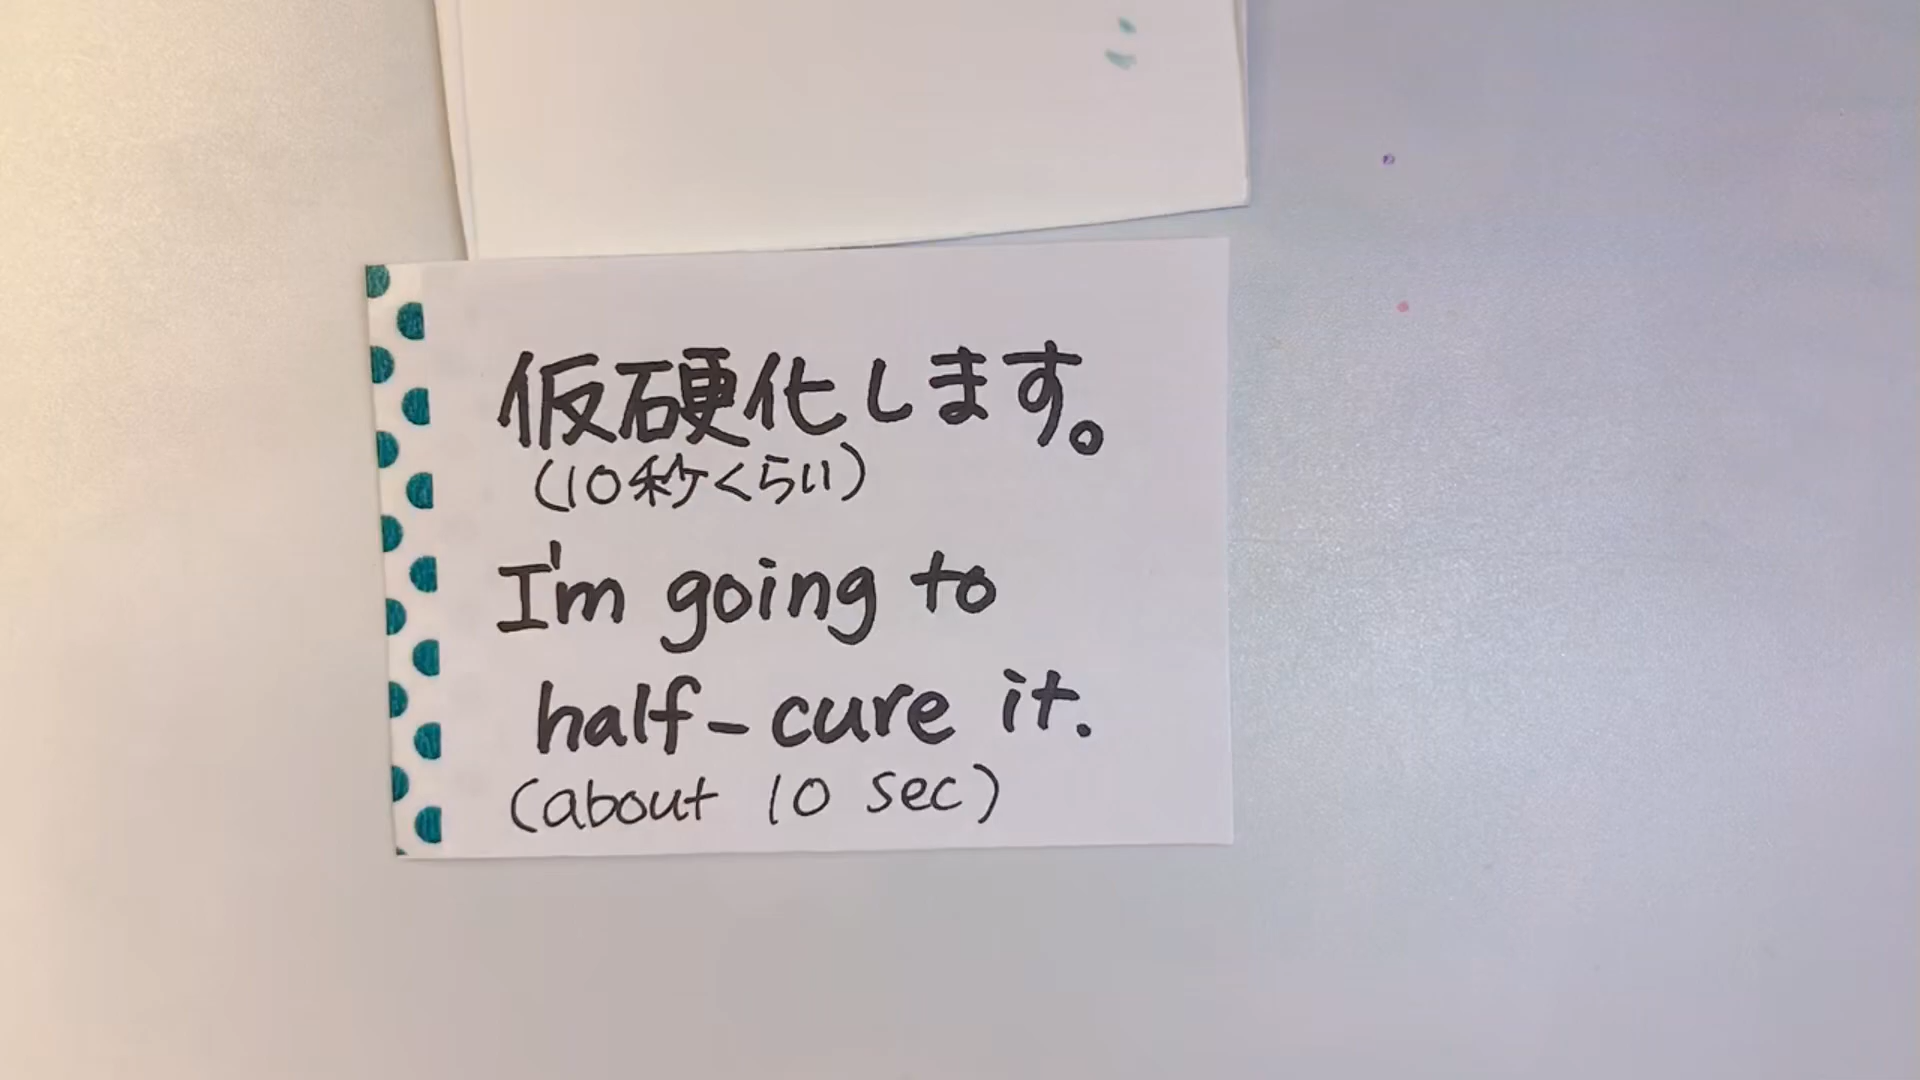 仮硬化します。
(10秒くらい)
I'm going to
half-cure it.
(about 10 sec)